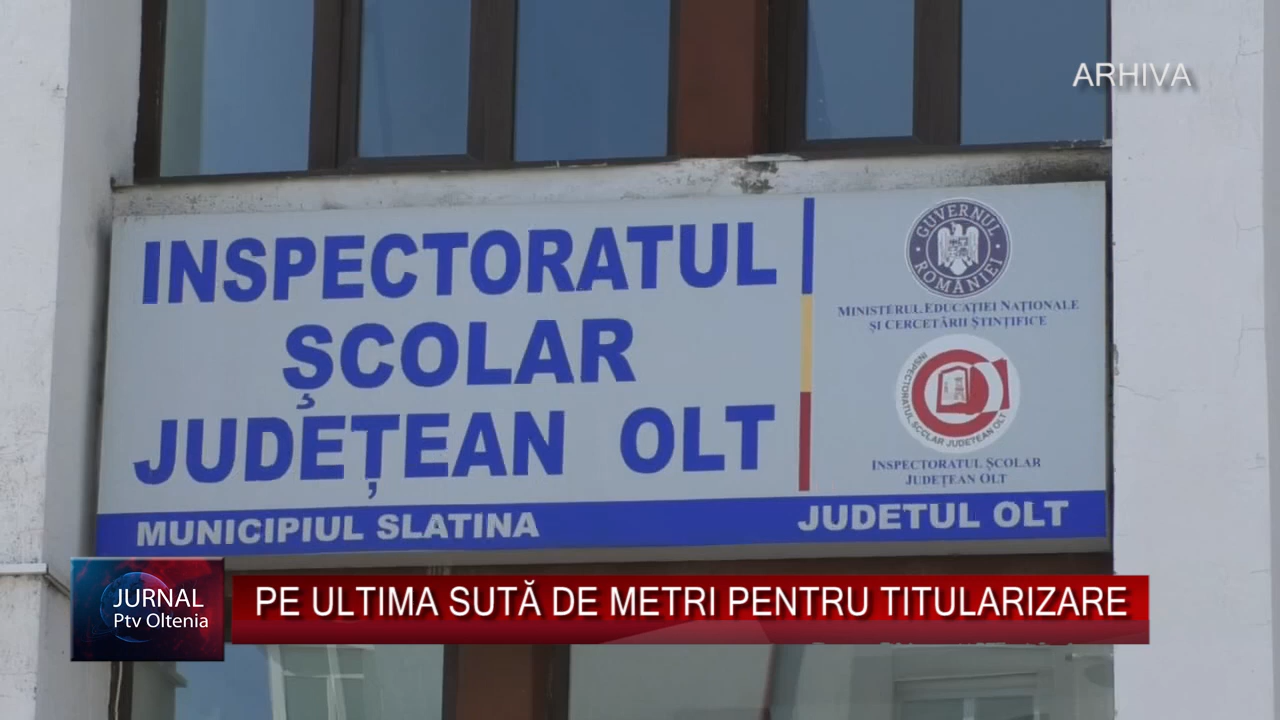 ARHIVA
INSPECTORATUL
ȘCOLAR
JUDEȚEAN OLT
GUVERNUL
ROMÂNIEI
MINISTERUL EDUCAȚIEI NAȚIONALE
ȘI CERCETĂRII ȘTINȚIFICE
INSPECTORATUL ȘCOLAR JUDEȚEAN OLT
INSPECTORATUL ȘCOLAR
JUDEȚEAN OLT
MUNICIPIUL SLATINA
JUDETUL OLT
JURNAL
Ptv Oltenia
PE ULTIMA SUTĂ DE METRI PENTRU TITULARIZARE